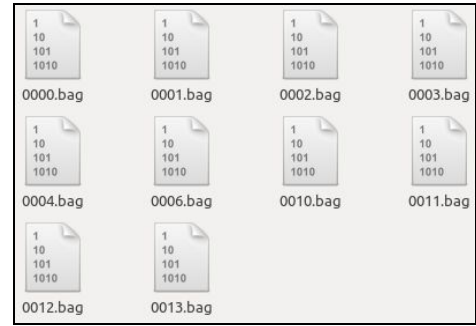 1 1 1 1
10 10 10 10
101 101 101 101
1010 1010 1010 1010
0000.bag 0001.bag 0002.bag 0003.bag
1 1 1 1
10 10 10 10
101 101 101 101
1010 1010 1010 1010
0004.bag 0006.bag 0010.bag 0011.bag
1 1
10 10
101 101
1010 1010
0012.bag 0013.bag